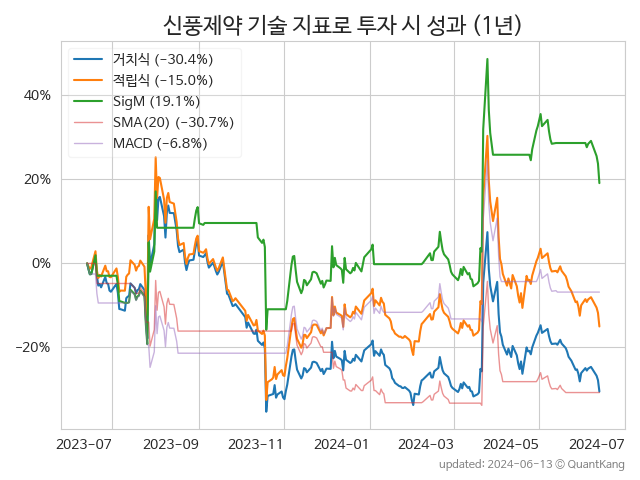 신풍제약 기술 지표로 투자 시 성과 (1년)
거치식 (−30.4%)
적립식 (−15.0%)
SigM (19.1%)
SMA(20) (−30.7%)
MACD (−6.8%)
40%
20%
0%
−20%
2023-07 2023-09 2023-11 2024-01 2024-03 2024-05 2024-07
updated: 2024-06-13 © QuantKang